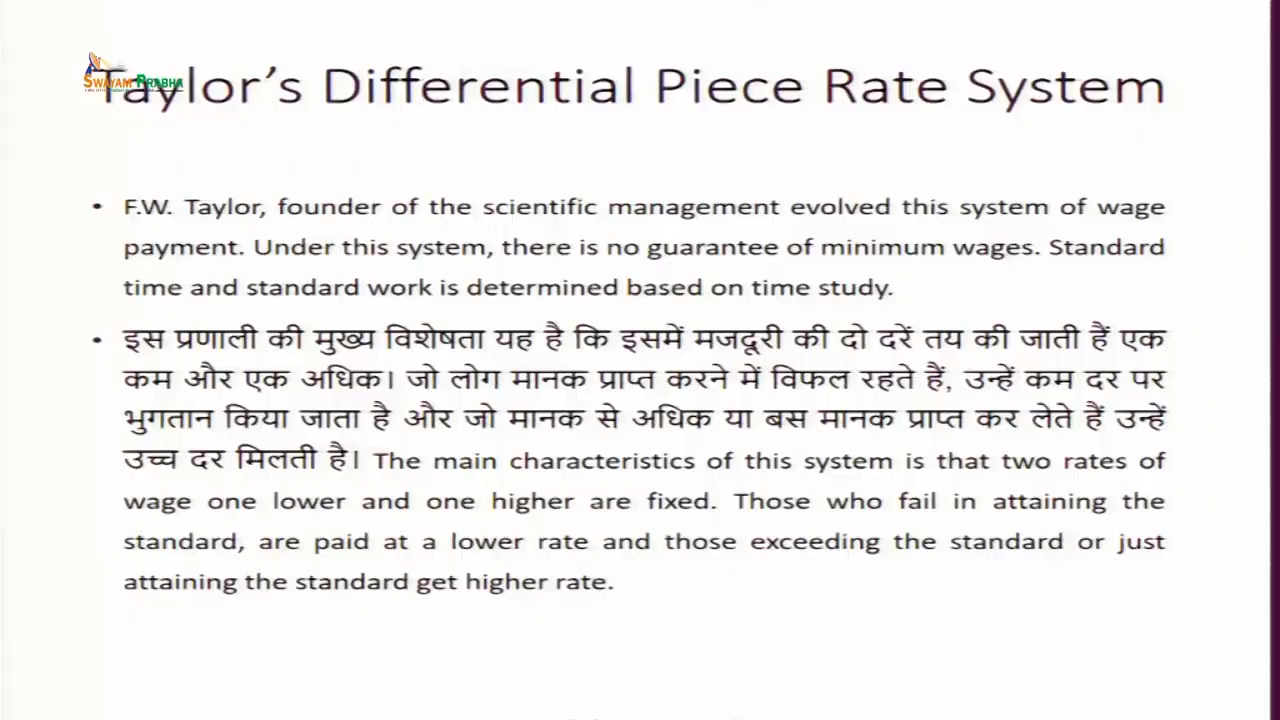 SWAYAM PRABHA
Taylor's Differential Piece Rate System
• F.W. Taylor, founder of the scientific management evolved this system of wage
payment. Under this system, there is no guarantee of minimum wages. Standard
time and standard work is determined based on time study.
• इस प्रणाली की मुख्य विशेषता यह है कि इसमें मजदूरी की दो दरें तय की जाती हैं एक
कम और एक अधिक। जो लोग मानक प्राप्त करने में विफल रहते हैं, उन्हें कम दर पर
भुगतान किया जाता है और जो मानक से अधिक या बस मानक प्राप्त कर लेते हैं उन्हें
उच्च दर मिलती है। The main characteristics of this system is that two rates of
wage one lower and one higher are fixed. Those who fail in attaining the
standard, are paid at a lower rate and those exceeding the standard or just
attaining the standard get higher rate.